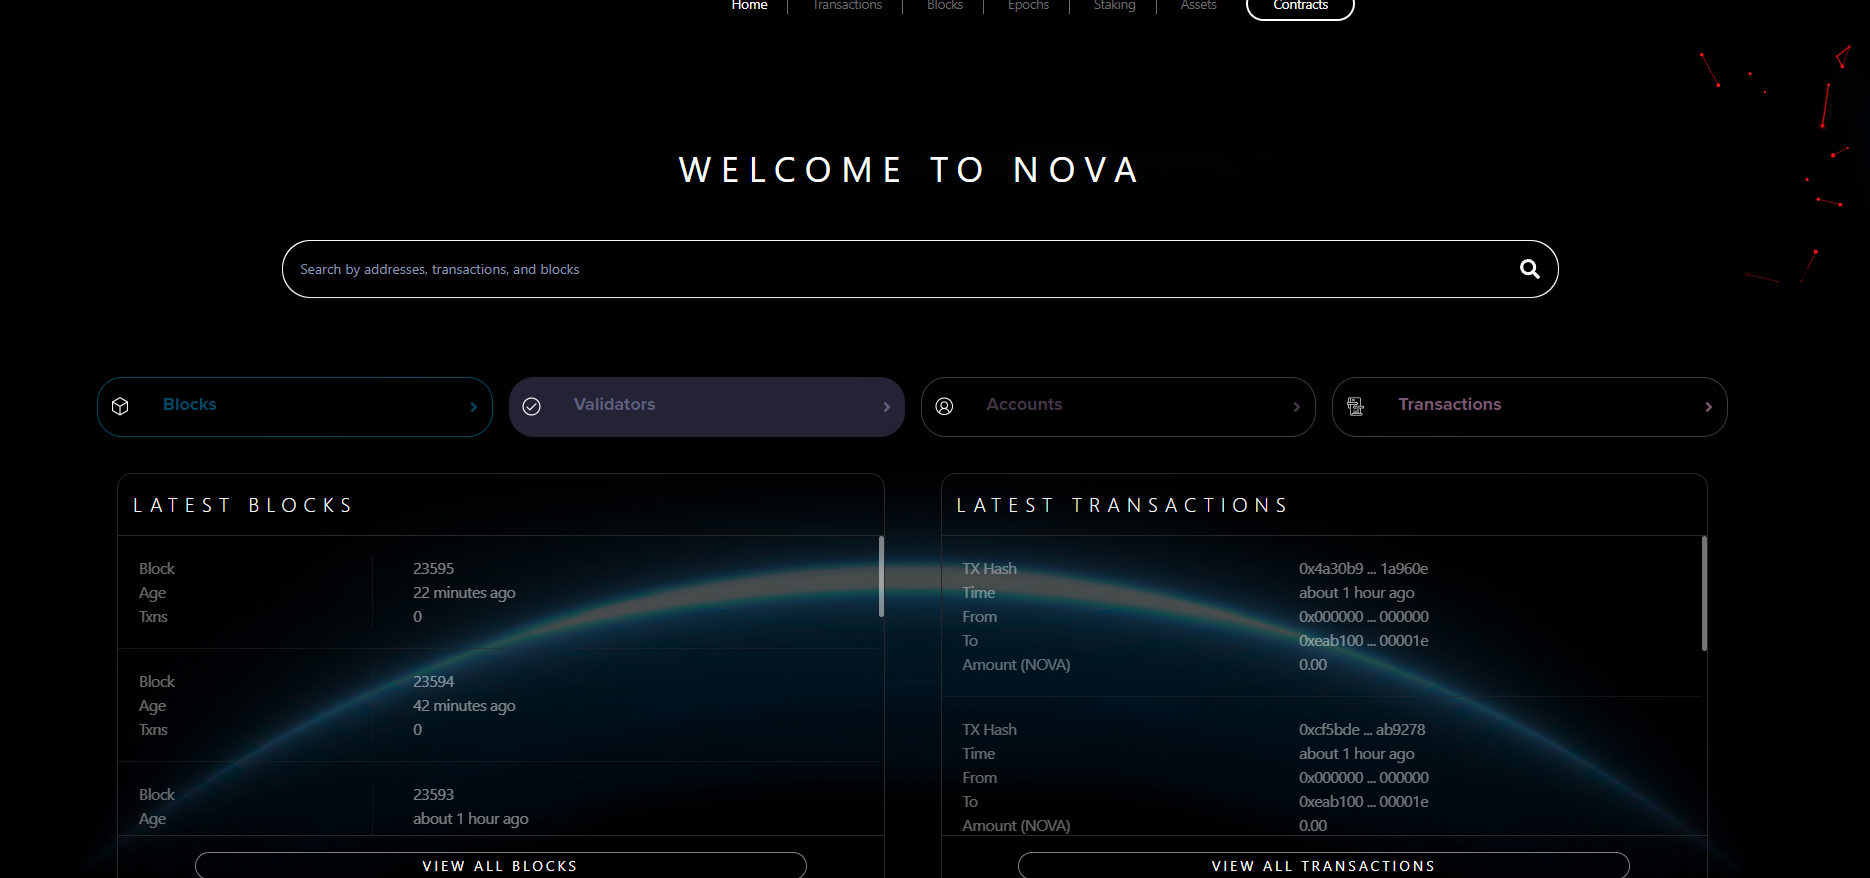 Home Transactions Blocks Epochs Staking Assets Contracts
WELCOME TO NOVA
Search by addresses, transactions, and blocks
Blocks Validators Accounts Transactions
LATEST BLOCKS
Block 23595
Age 22 minutes ago
Txns 0
Block 23594
Age 42 minutes ago
Txns 0
Block 23593
Age about 1 hour ago
VIEW ALL BLOCKS
LATEST TRANSACTIONS
TX Hash 0x4a30b9 ... 1a960e
Time about 1 hour ago
From 0x000000 ... 000000
To 0xeab100 ... 00001e
Amount (NOVA) 0.00
TX Hash 0xcf5bde ... ab9278
Time about 1 hour ago
From 0x000000 ... 000000
To 0xeab100 ... 00001e
Amount (NOVA) 0.00
VIEW ALL TRANSACTIONS